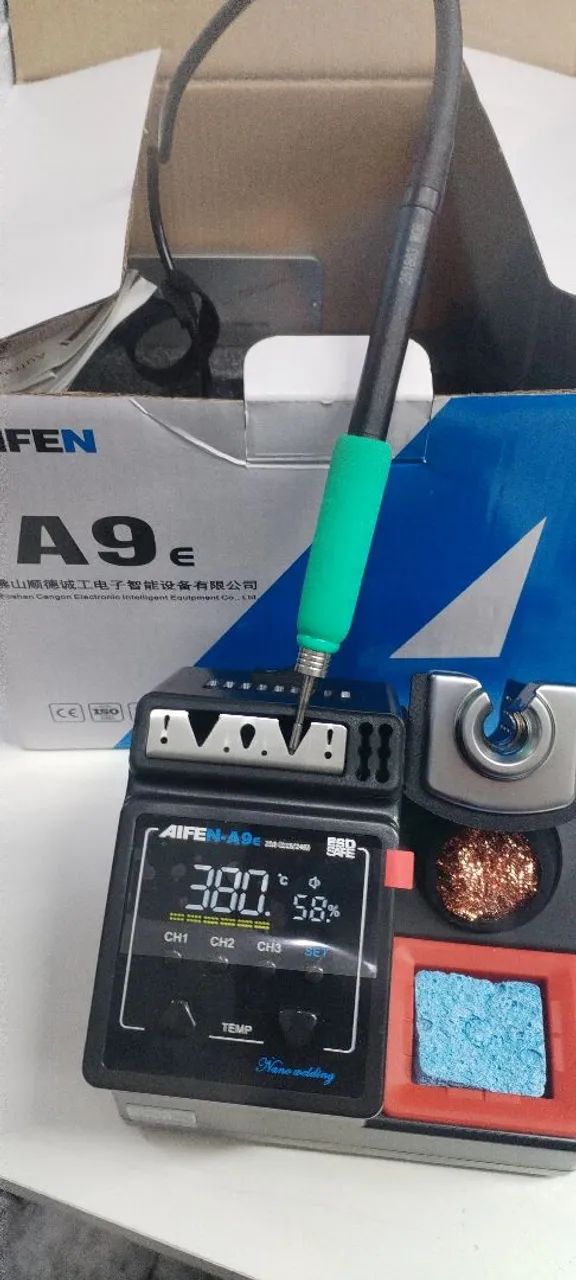 IFEN
A9E
佛山顺德诚工电子智能设备有限公司
Foshan Cengon Electronic Intelligent Equipment Co., Ltd.
CE ISO
AIFEN-A9E
ESD
SAFE
380.°C
58.%
CH1 CH2 CH3 SET
TEMP
Nano welding